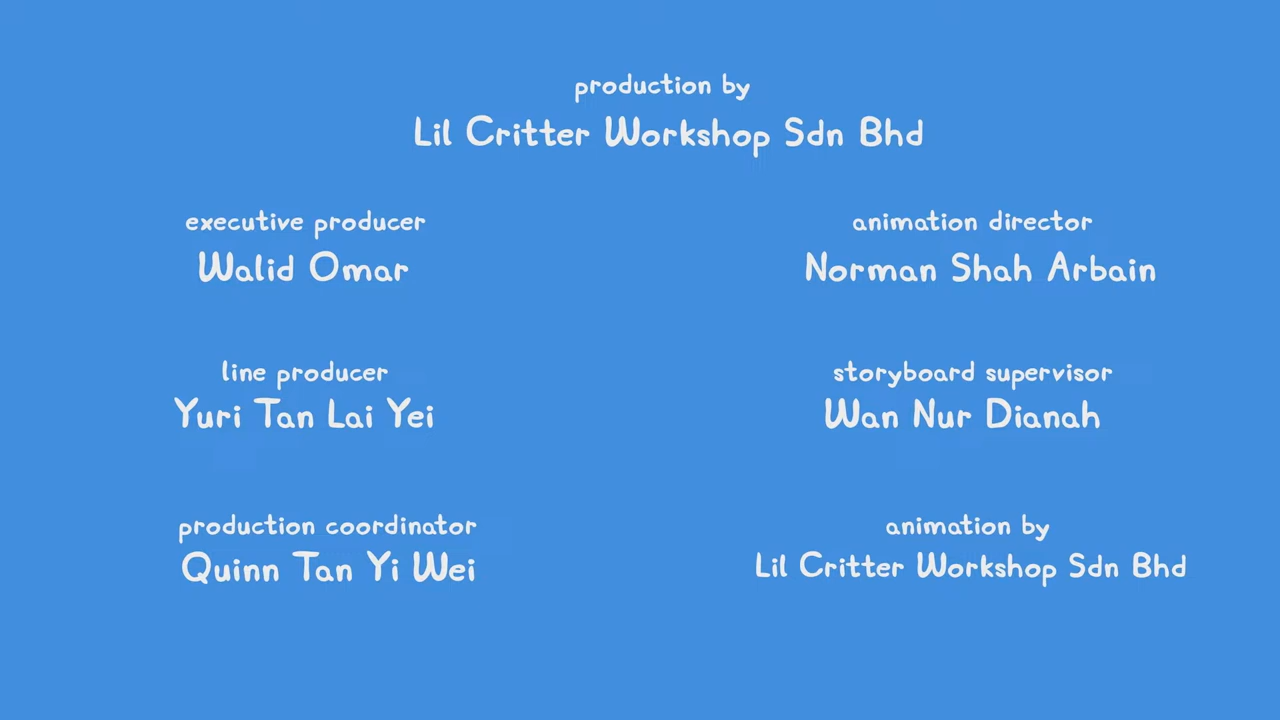 production by
Lil Critter Workshop Sdn Bhd
executive producer
Walid Omar
animation director
Norman Shah Arbain
line producer
Yuri Tan Lai Yei
storyboard supervisor
Wan Nur Dianah
production coordinator
Quinn Tan Yi Wei
animation by
Lil Critter Workshop Sdn Bhd